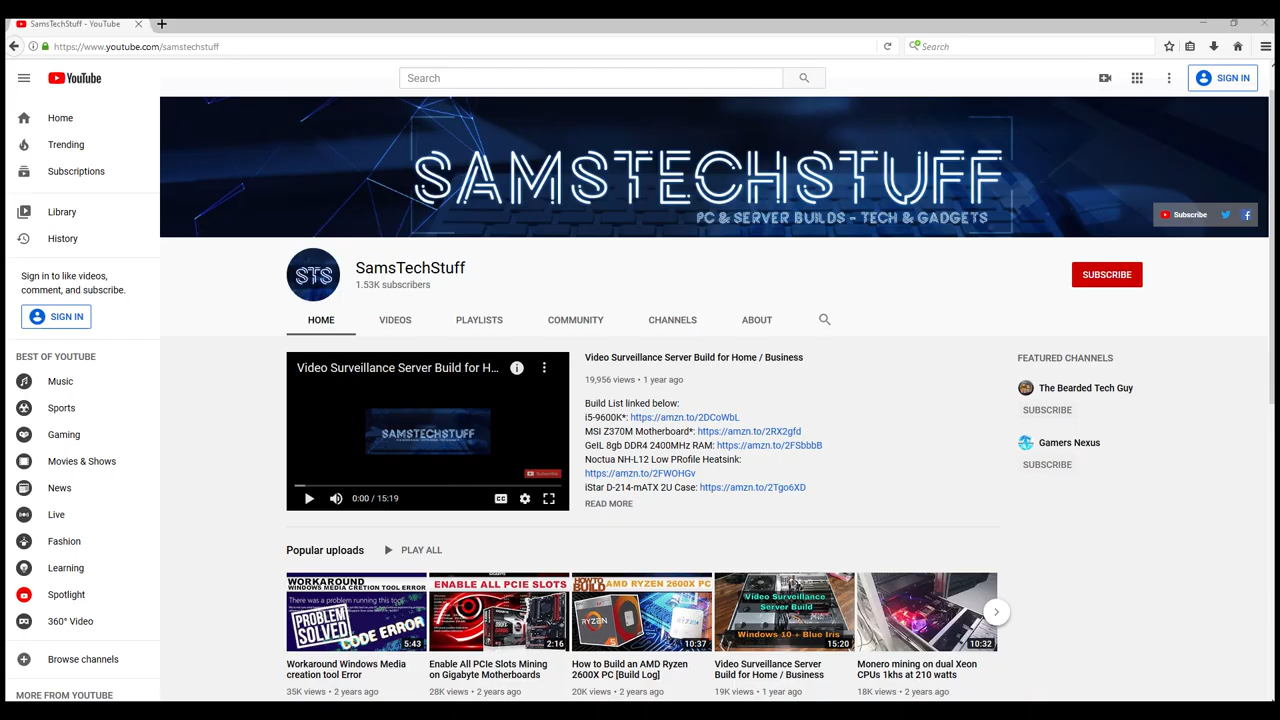 SamsTechStuff - YouTube
https://www.youtube.com/samstechstuff
Search
YouTube
Search
SIGN IN
Home
Trending
Subscriptions
Library
History
Sign in to like videos,
comment, and subscribe.
SIGN IN
BEST OF YOUTUBE
Music
Sports
Gaming
Movies & Shows
News
Live
Fashion
Learning
Spotlight
360° Video
Browse channels
MORE FROM YOUTUBE
SAMSTECHSTUFF
PC & SERVER BUILDS - TECH & GADGETS
Subscribe
STS
SamsTechStuff
1.53K subscribers
SUBSCRIBE
HOME VIDEOS PLAYLISTS COMMUNITY CHANNELS ABOUT
Video Surveillance Server Build for H...
SAMSTECHSTUFF
Subscribe
0:00 / 15:19
CC
Video Surveillance Server Build for Home / Business
19,956 views • 1 year ago
Build List linked below:
i5-9600K*: https://amzn.to/2DCoWbL
MSI Z370M Motherboard*: https://amzn.to/2RX2gfd
GeIL 8gb DDR4 2400MHz RAM: https://amzn.to/2FSbbbB
Noctua NH-L12 Low PRofile Heatsink:
https://amzn.to/2FWOHGv
iStar D-214-mATX 2U Case: https://amzn.to/2Tgo6XD
READ MORE
FEATURED CHANNELS
The Bearded Tech Guy
SUBSCRIBE
Gamers Nexus
SUBSCRIBE
Popular uploads PLAY ALL
WORKAROUND
WINDOWS MEDIA CRETION TOOL ERROR
There was a problem running this tool
PROBLEM
SOLVED
CODE ERROR
5:43
Workaround Windows Media
creation tool Error
35K views • 2 years ago
ENABLE ALL PCIE SLOTS
2:16
Enable All PCIe Slots Mining
on Gigabyte Motherboards
28K views • 2 years ago
HOW TO
BUILD
AMD RYZEN 2600X PC
RYZEN
10:37
How to Build an AMD Ryzen
2600X PC [Build Log]
20K views • 2 years ago
Video Surveillance
Server Build
Windows 10 + Blue Iris
15:20
Video Surveillance Server
Build for Home / Business
19K views • 1 year ago
10:32
Monero mining on dual Xeon
CPUs 1khs at 210 watts
18K views • 2 years ago